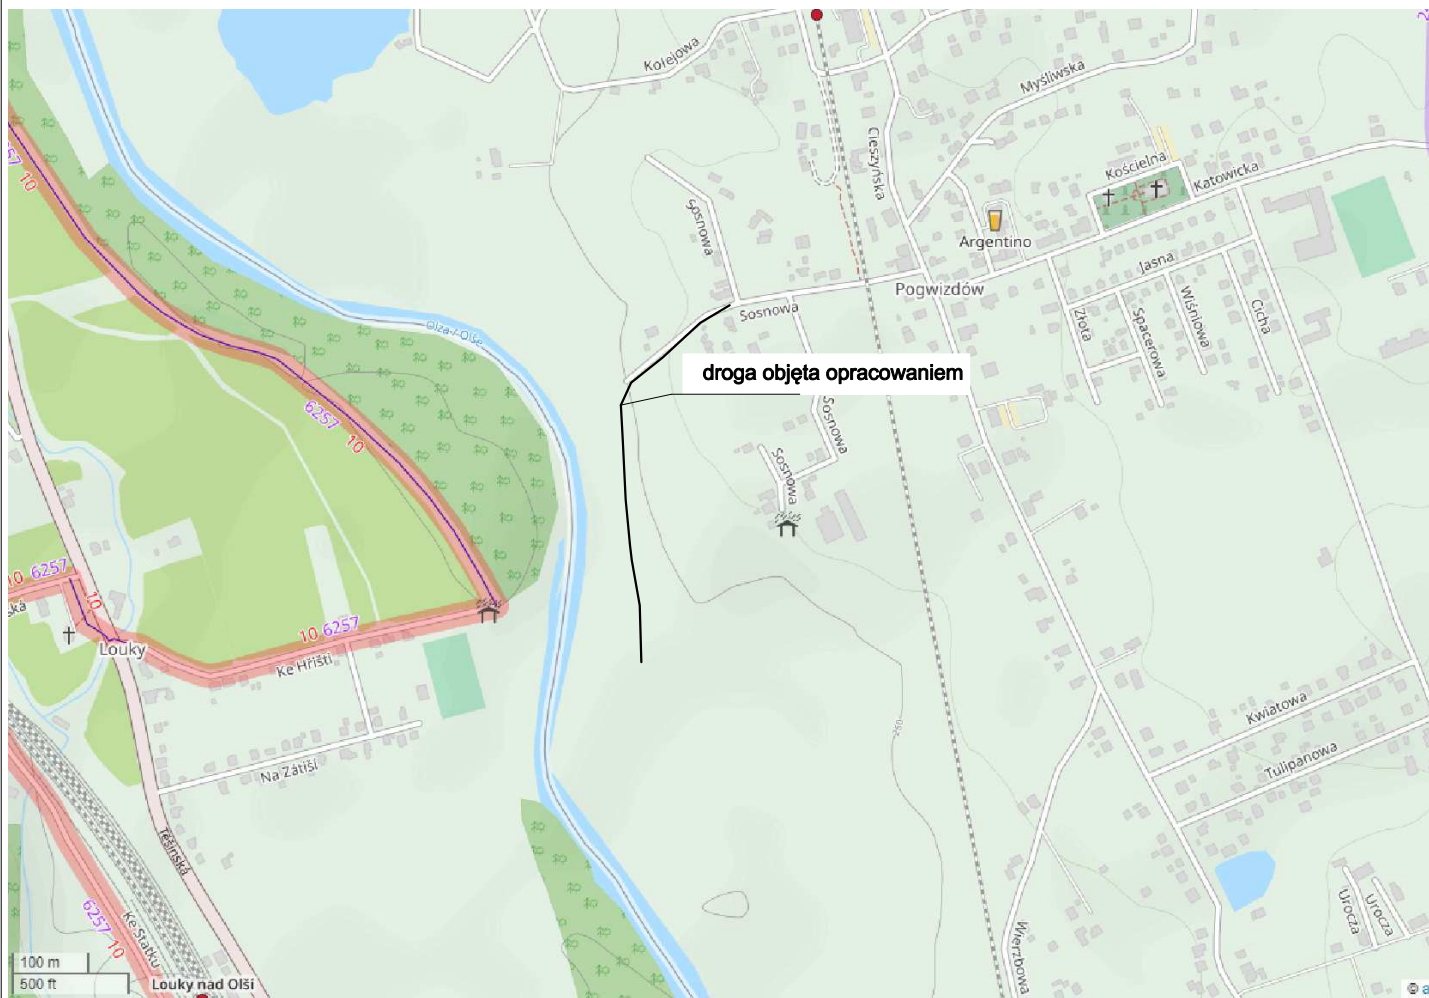 Kolejowa
Myśliwska
Cieszyńska
Kościelna
Katowicka
10
Sosnowa
Argentino
Jasna
Pogwizdów
Sosnowa
Olza / Olše
Złota
Spacerowa
Wiśniowa
Cicha
droga objęta opracowaniem
6257
10
Sosnowa
Sosnowa
10 6257
10
10 6257
Louky
Ke Hřišti
Kwiatowa
250
Tulipanowa
Na Zátiší
Těšínská
6257
10
Ke Statku
Wierzbowa
Urocza
Urocza
100 m
500 ft
Louky nad Olší
©